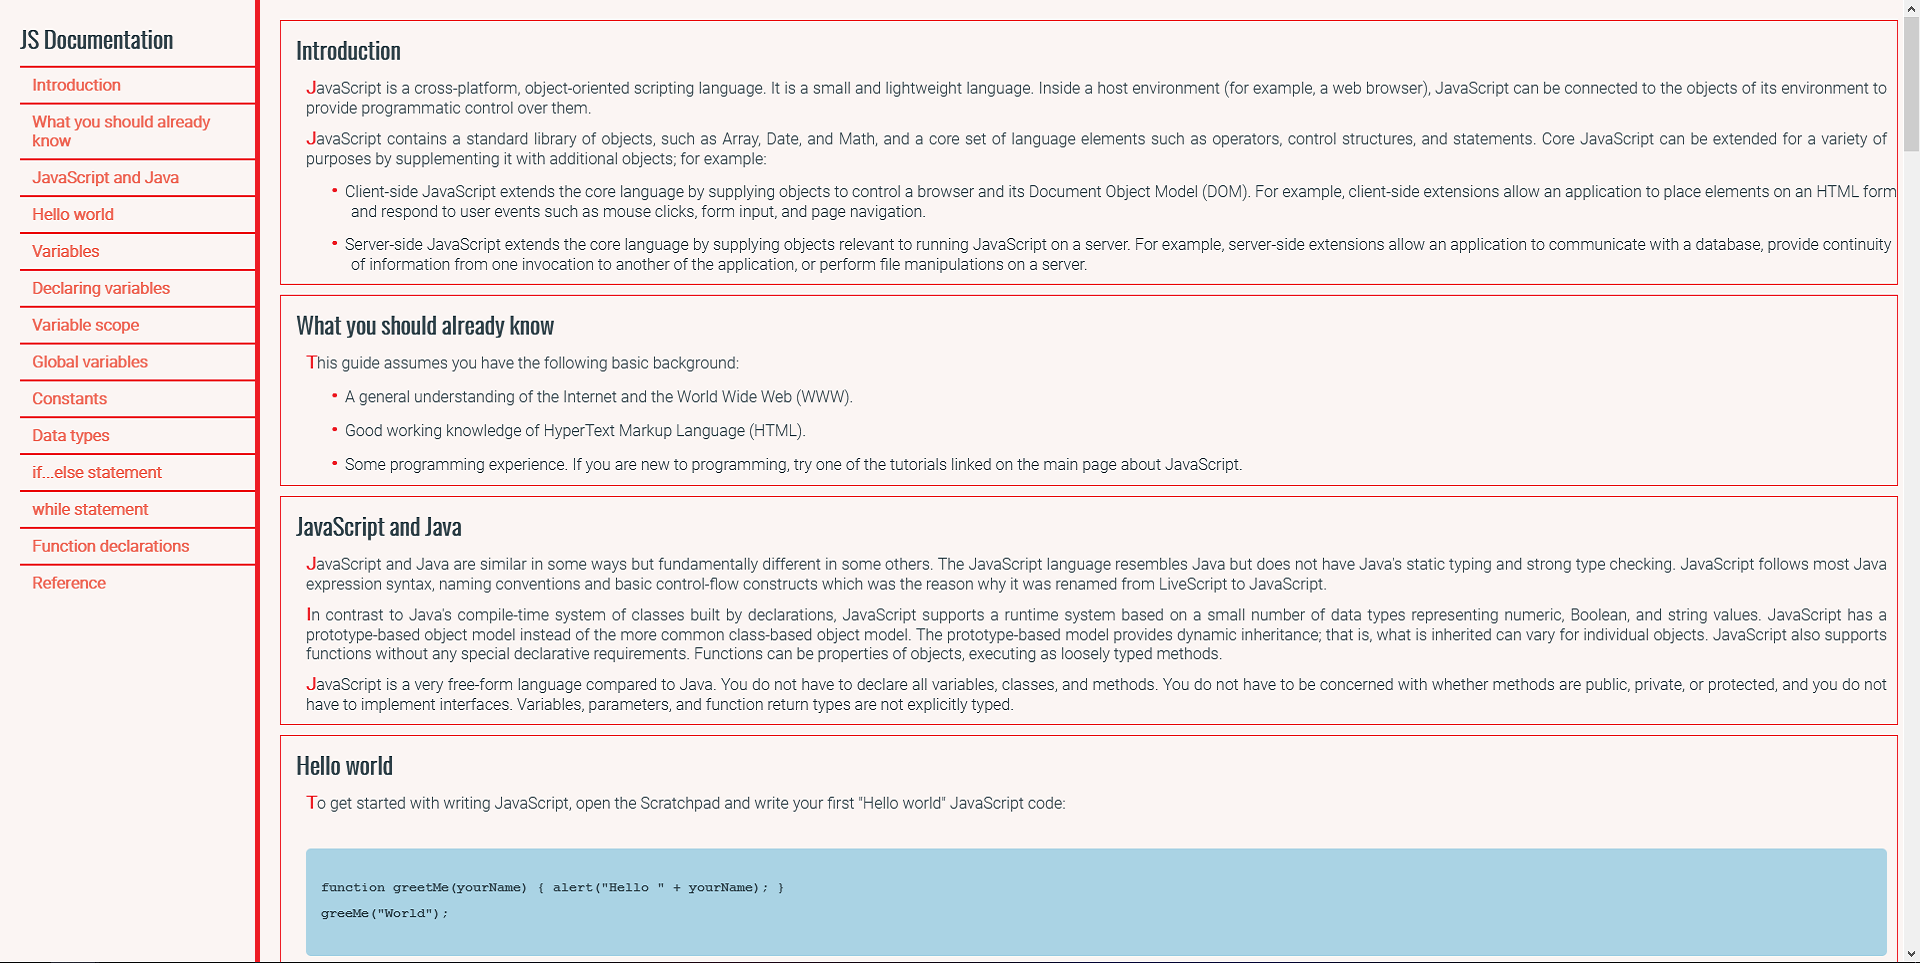 JS Documentation
Introduction
What you should already
know
JavaScript and Java
Hello world
Variables
Declaring variables
Variable scope
Global variables
Constants
Data types
if...else statement
while statement
Function declarations
Reference
Introduction
JavaScript is a cross-platform, object-oriented scripting language. It is a small and lightweight language. Inside a host environment (for example, a web browser), JavaScript can be connected to the objects of its environment to
provide programmatic control over them.
JavaScript contains a standard library of objects, such as Array, Date, and Math, and a core set of language elements such as operators, control structures, and statements. Core JavaScript can be extended for a variety of
purposes by supplementing it with additional objects; for example:
• Client-side JavaScript extends the core language by supplying objects to control a browser and its Document Object Model (DOM). For example, client-side extensions allow an application to place elements on an HTML form
and respond to user events such as mouse clicks, form input, and page navigation.
• Server-side JavaScript extends the core language by supplying objects relevant to running JavaScript on a server. For example, server-side extensions allow an application to communicate with a database, provide continuity
of information from one invocation to another of the application, or perform file manipulations on a server.
What you should already know
This guide assumes you have the following basic background:
• A general understanding of the Internet and the World Wide Web (WWW).
• Good working knowledge of HyperText Markup Language (HTML).
• Some programming experience. If you are new to programming, try one of the tutorials linked on the main page about JavaScript.
JavaScript and Java
JavaScript and Java are similar in some ways but fundamentally different in some others. The JavaScript language resembles Java but does not have Java's static typing and strong type checking. JavaScript follows most Java
expression syntax, naming conventions and basic control-flow constructs which was the reason why it was renamed from LiveScript to JavaScript.
In contrast to Java's compile-time system of classes built by declarations, JavaScript supports a runtime system based on a small number of data types representing numeric, Boolean, and string values. JavaScript has a
prototype-based object model instead of the more common class-based object model. The prototype-based model provides dynamic inheritance; that is, what is inherited can vary for individual objects. JavaScript also supports
functions without any special declarative requirements. Functions can be properties of objects, executing as loosely typed methods.
JavaScript is a very free-form language compared to Java. You do not have to declare all variables, classes, and methods. You do not have to be concerned with whether methods are public, private, or protected, and you do not
have to implement interfaces. Variables, parameters, and function return types are not explicitly typed.
Hello world
To get started with writing JavaScript, open the Scratchpad and write your first "Hello world" JavaScript code:
function greetMe(yourName) { alert("Hello " + yourName); }
greeMe("World");